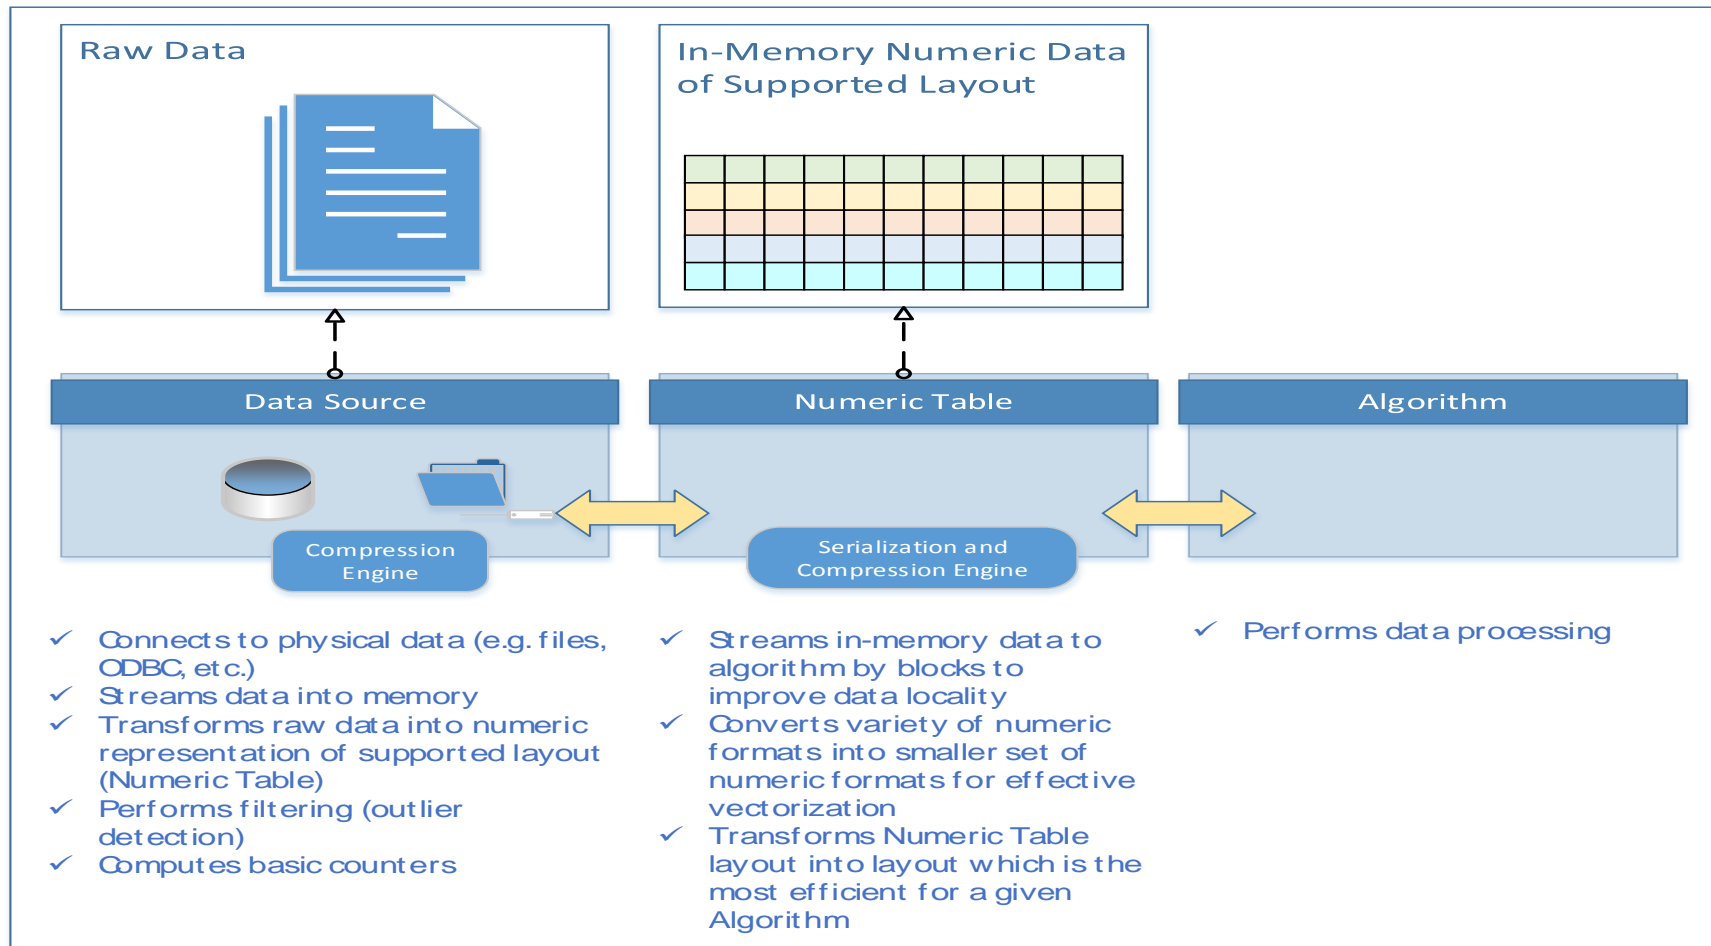 Raw Data
In-Memory Numeric Data
of Supported Layout
Data Source
Numeric Table
Algorithm
Compression
Engine
Serialization and
Compression Engine
Connects to physical data (e.g. files,
ODBC, etc.)
Streams data into memory
Transforms raw data into numeric
representation of supported layout
(Numeric Table)
Performs filtering (outlier
detection)
Computes basic counters
Streams in-memory data to
algorithm by blocks to
improve data locality
Converts variety of numeric
formats into smaller set of
numeric formats for effective
vectorization
Transforms Numeric Table
layout into layout which is the
most efficient for a given
Algorithm
Performs data processing